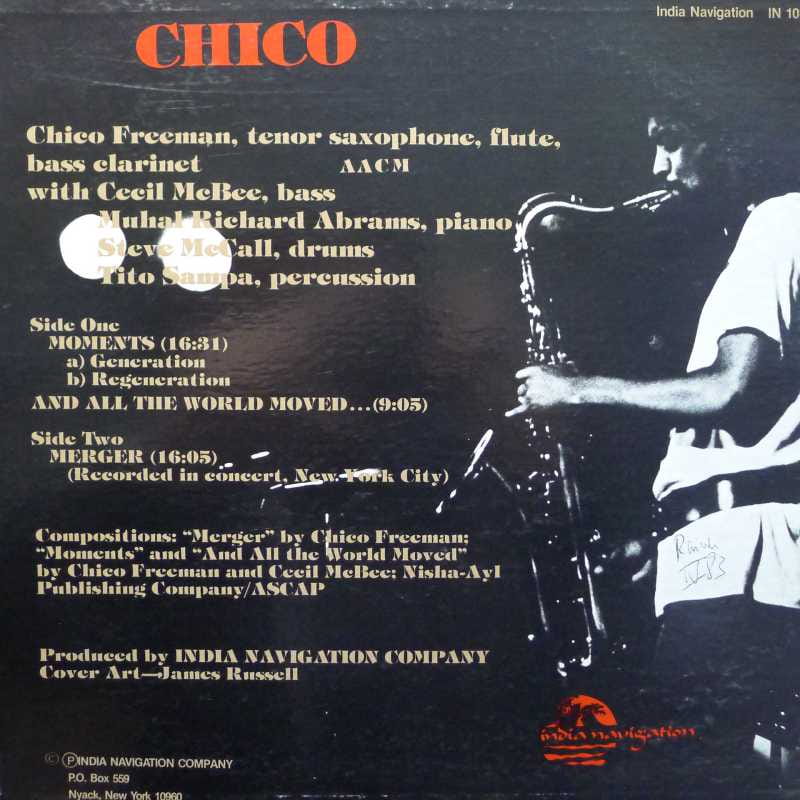 India Navigation IN 10
CHICO
Chico Freeman, tenor saxophone, flute,
bass clarinet AACM
with Cecil McBee, bass
Muhal Richard Abrams, piano
Steve McCall, drums
Tito Sampa, percussion
Side One
MOMENTS (16:31)
a) Generation
b) Regeneration
AND ALL THE WORLD MOVED...(9:05)
Side Two
MERGER (16:05)
(Recorded in concert, New York City)
Compositions: “Merger” by Chico Freeman;
“Moments” and “And All the World Moved”
by Chico Freeman and Cecil McBee; Nisha-Ayl
Publishing Company/ASCAP
Produced by INDIA NAVIGATION COMPANY
Cover Art—James Russell
india navigation
© ℗ INDIA NAVIGATION COMPANY
P.O. Box 559
Nyack, New York 10960